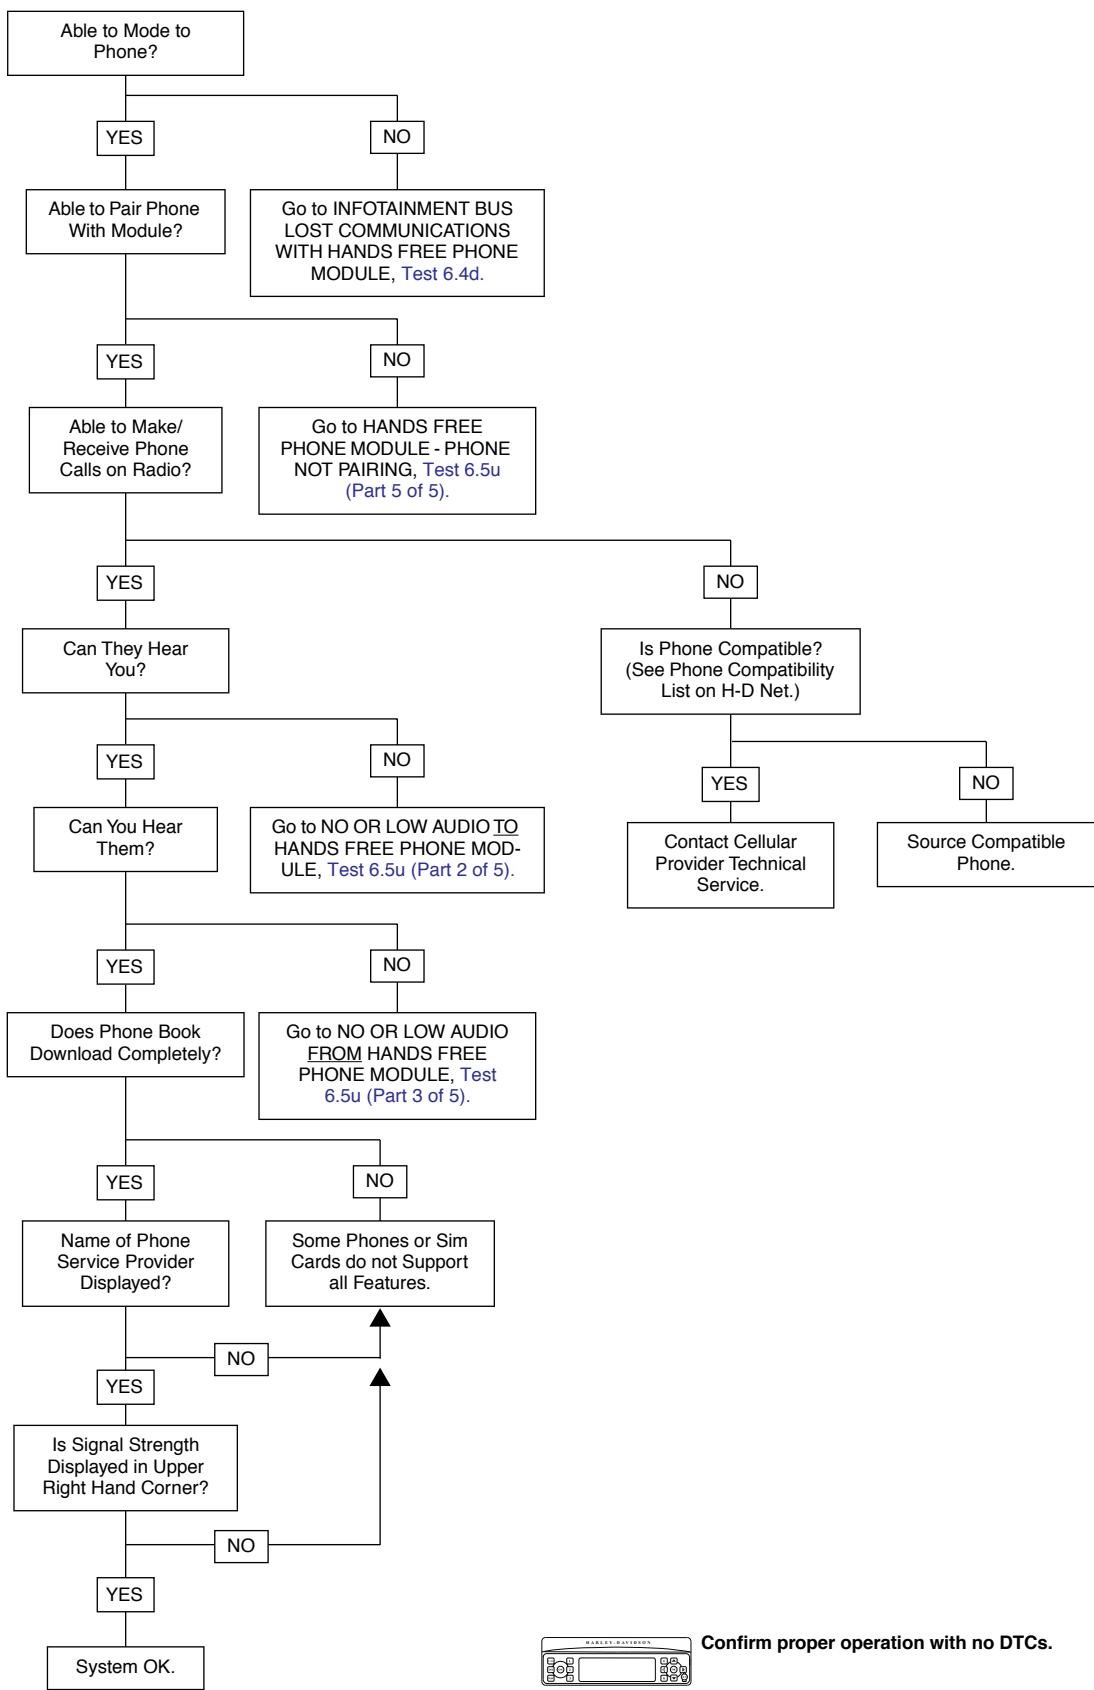 Able to Mode to
Phone?
YES
NO
Able to Pair Phone
With Module?
Go to INFOTAINMENT BUS
LOST COMMUNICATIONS
WITH HANDS FREE PHONE
MODULE, Test 6.4d.
YES
NO
Able to Make/
Receive Phone
Calls on Radio?
Go to HANDS FREE
PHONE MODULE - PHONE
NOT PAIRING, Test 6.5u
(Part 5 of 5).
YES
NO
Can They Hear
You?
Is Phone Compatible?
(See Phone Compatibility
List on H-D Net.)
YES
NO
YES
NO
Can You Hear
Them?
Go to NO OR LOW AUDIO TO
HANDS FREE PHONE MOD-
ULE, Test 6.5u (Part 2 of 5).
Contact Cellular
Provider Technical
Service.
Source Compatible
Phone.
YES
NO
Does Phone Book
Download Completely?
Go to NO OR LOW AUDIO
FROM HANDS FREE
PHONE MODULE, Test
6.5u (Part 3 of 5).
YES
NO
Name of Phone
Service Provider
Displayed?
Some Phones or Sim
Cards do not Support
all Features.
NO
YES
Is Signal Strength
Displayed in Upper
Right Hand Corner?
NO
YES
System OK.
HARLEY-DAVIDSON
Confirm proper operation with no DTCs.